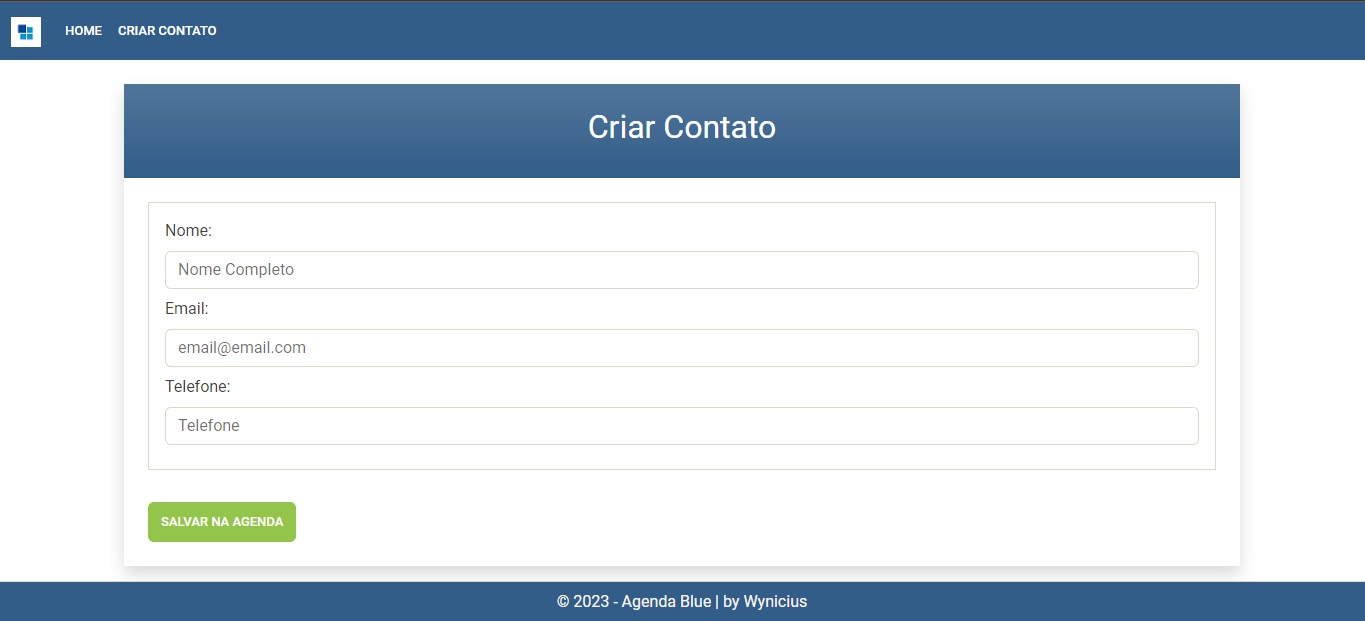 HOME CRIAR CONTATO
Criar Contato
Nome:
Nome Completo
Email:
email@email.com
Telefone:
Telefone
SALVAR NA AGENDA
© 2023 - Agenda Blue | by Wynicius